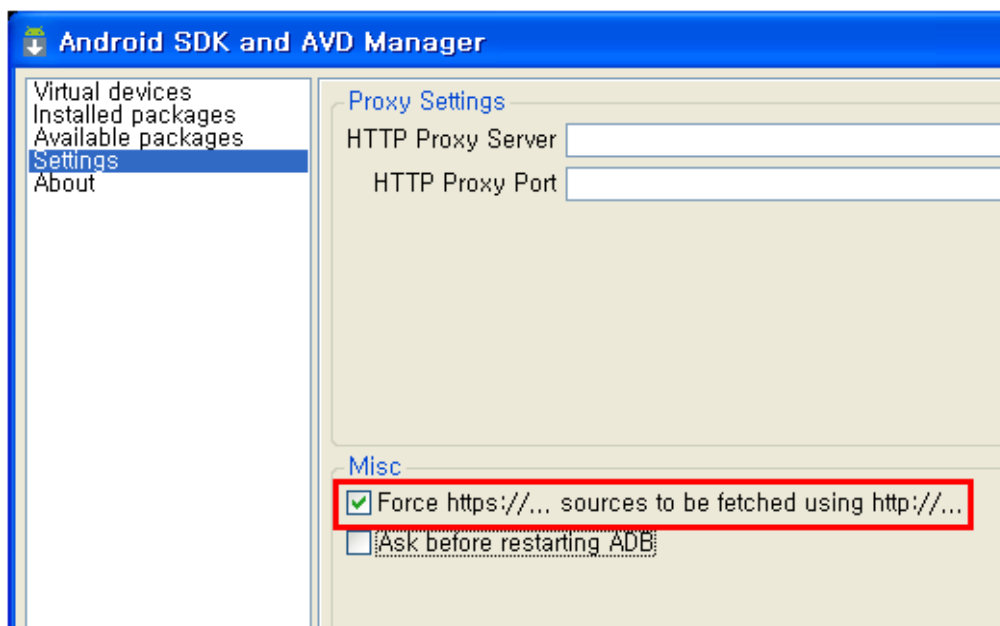 Android SDK and AVD Manager
Virtual devices
Installed packages
Available packages
Settings
About
Proxy Settings
HTTP Proxy Server
HTTP Proxy Port
Misc
Force https://... sources to be fetched using http://...
Ask before restarting ADB